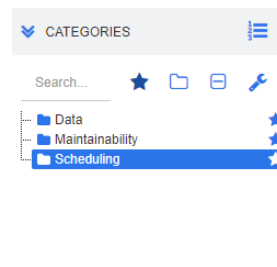 CATEGORIES
Search...
Data
Maintainability
Scheduling